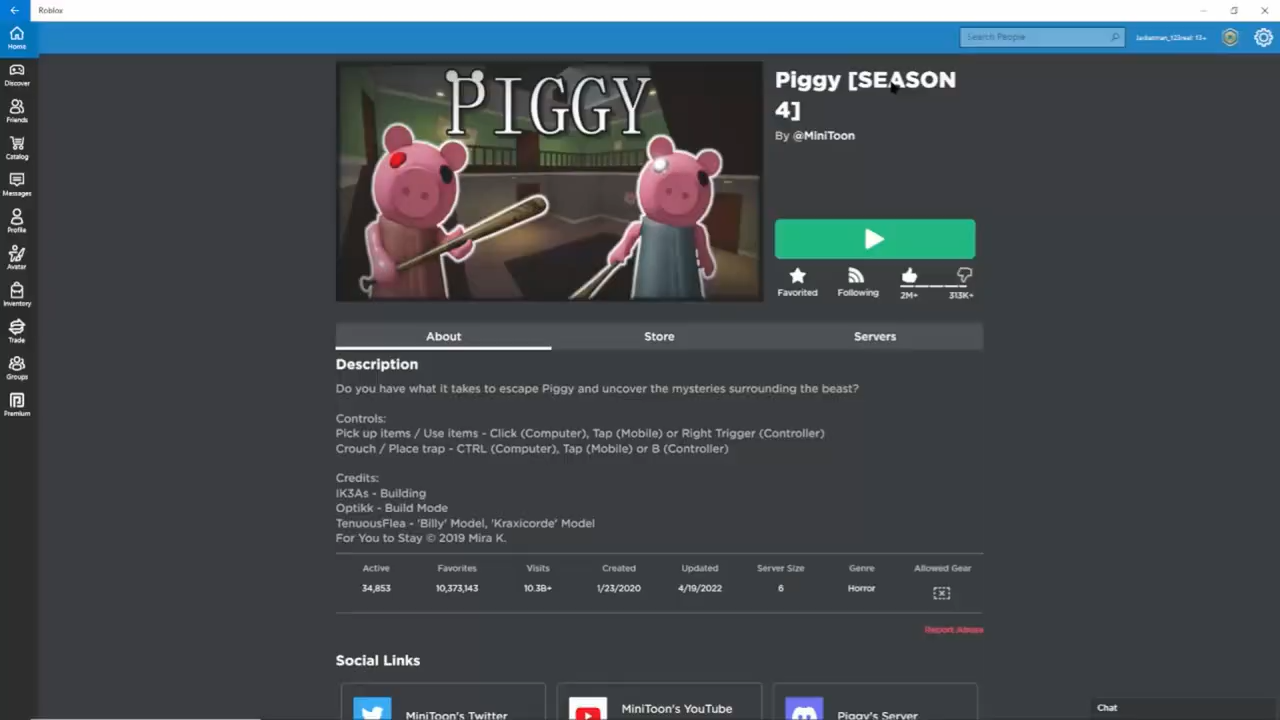 Roblox
Home
Search People
13+
Discover
Friends
Catalog
Messages
Profile
Avatar
Inventory
Trade
Groups
Premium
PIGGY
Piggy [SEASON
4]
By @MiniToon
Favorited
Following
2M+
313K+
About
Store
Servers
Description
Do you have what it takes to escape Piggy and uncover the mysteries surrounding the beast?
Controls:
Pick up items / Use items - Click (Computer), Tap (Mobile) or Right Trigger (Controller)
Crouch / Place trap - CTRL (Computer), Tap (Mobile) or B (Controller)
Credits:
IK3As - Building
Optikk - Build Mode
TenuousFlea - 'Billy' Model, 'Kraxicorde' Model
For You to Stay © 2019 Mira K.
Active Favorites Visits Created Updated Server Size Genre Allowed Gear
34,853 10,373,143 10.3B+ 1/23/2020 4/19/2022 6 Horror
Report Abuse
Social Links
MiniToon's Twitter
MiniToon's YouTube
Piggy's Server
Chat